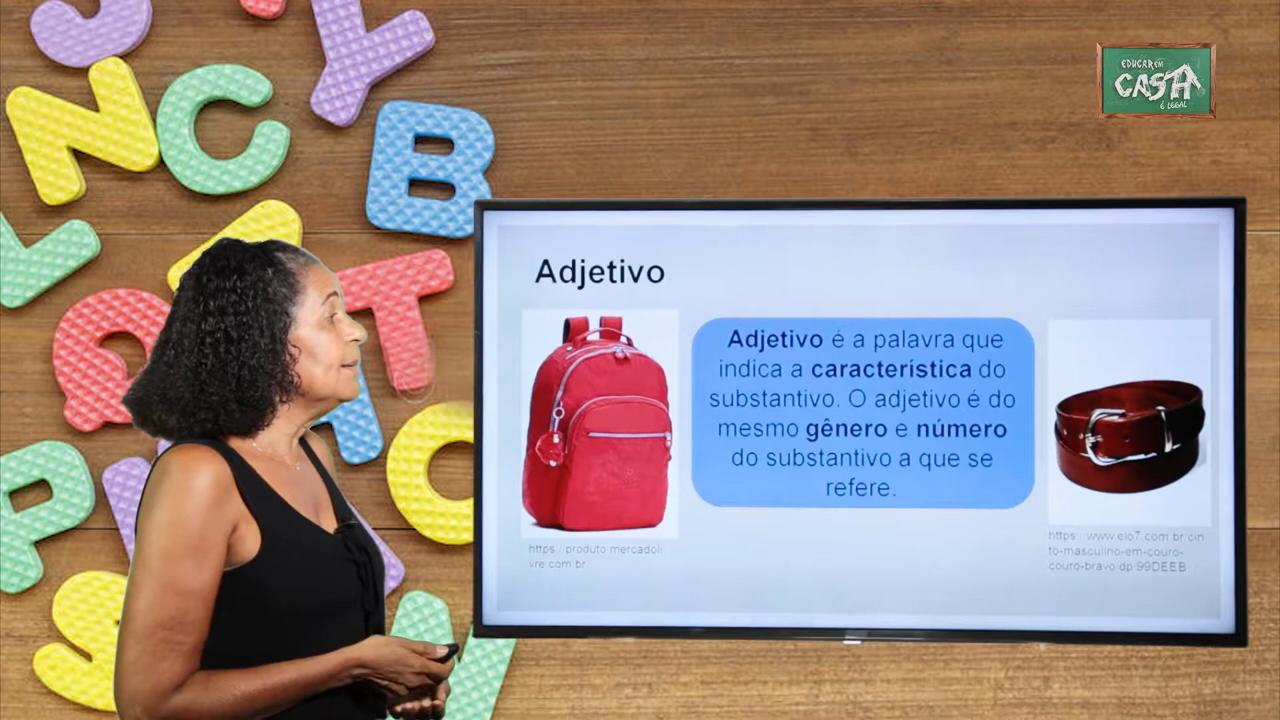 EDUCAR EM
CASA
É LEGAL
Adjetivo
Adjetivo é a palavra que
indica a característica do
substantivo. O adjetivo é do
mesmo gênero e número
do substantivo a que se
refere.
https://produto.mercadoli
vre.com.br
https://www.elo7.com.br/cin
to-masculino-em-couro-
couro-bravo/dp/99DEEB
J
Y
N
C
B
T
P
S